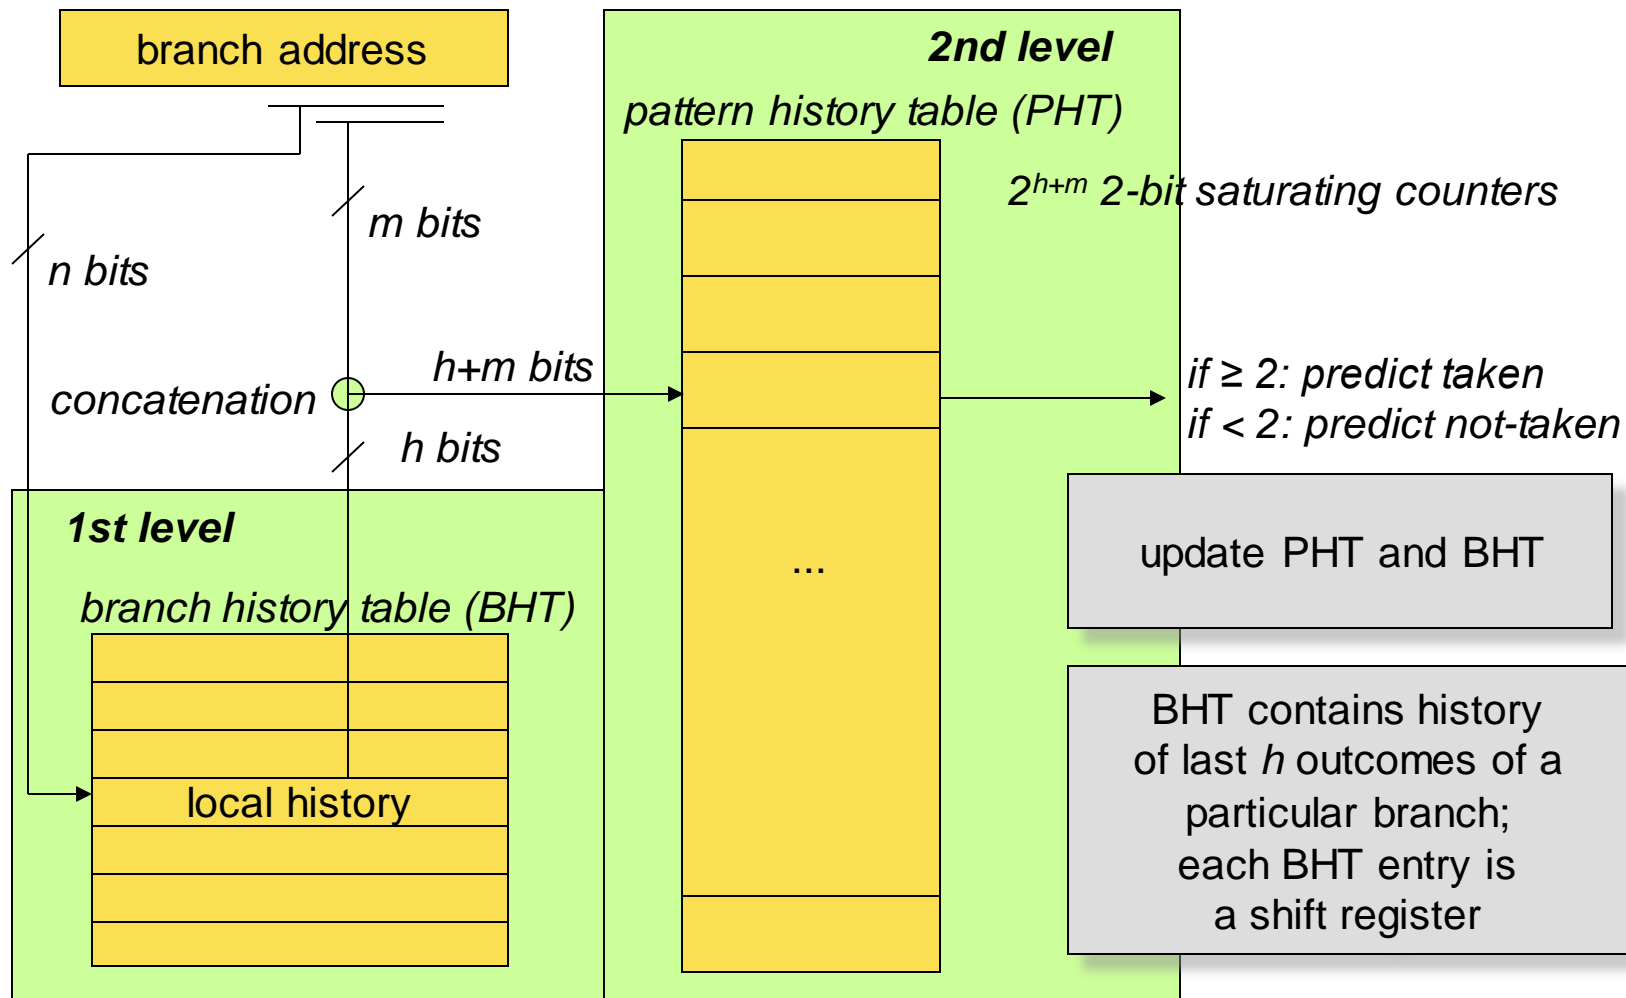 branch address
2nd level
pattern history table (PHT)
2^{h+m} 2-bit saturating counters
m bits
n bits
h+m bits
concatenation
if ≥ 2: predict taken
if < 2: predict not-taken
h bits
1st level
update PHT and BHT
...
branch history table (BHT)
local history
BHT contains history
of last h outcomes of a
particular branch;
each BHT entry is
a shift register